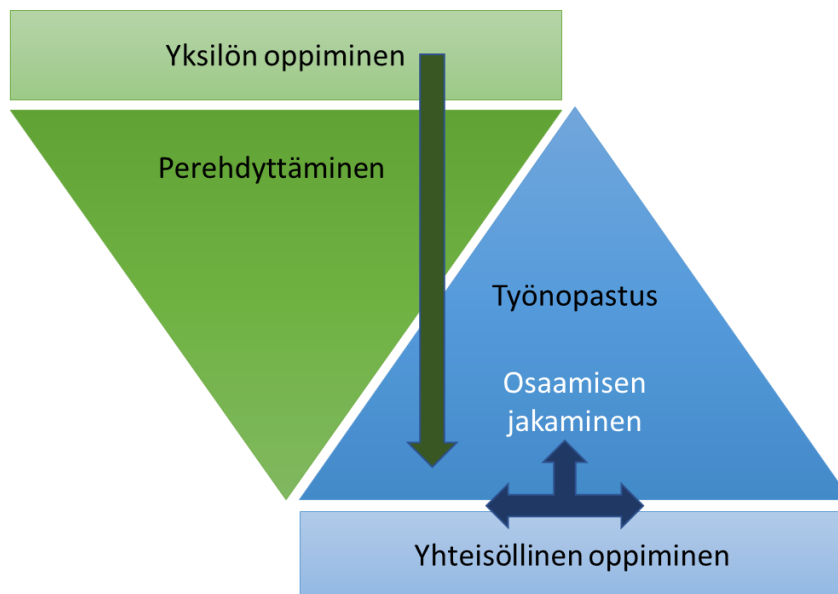 Yksilön oppiminen
Perehdyttäminen
Työnopastus
Osaamisen
jakaminen
Yhteisöllinen oppiminen